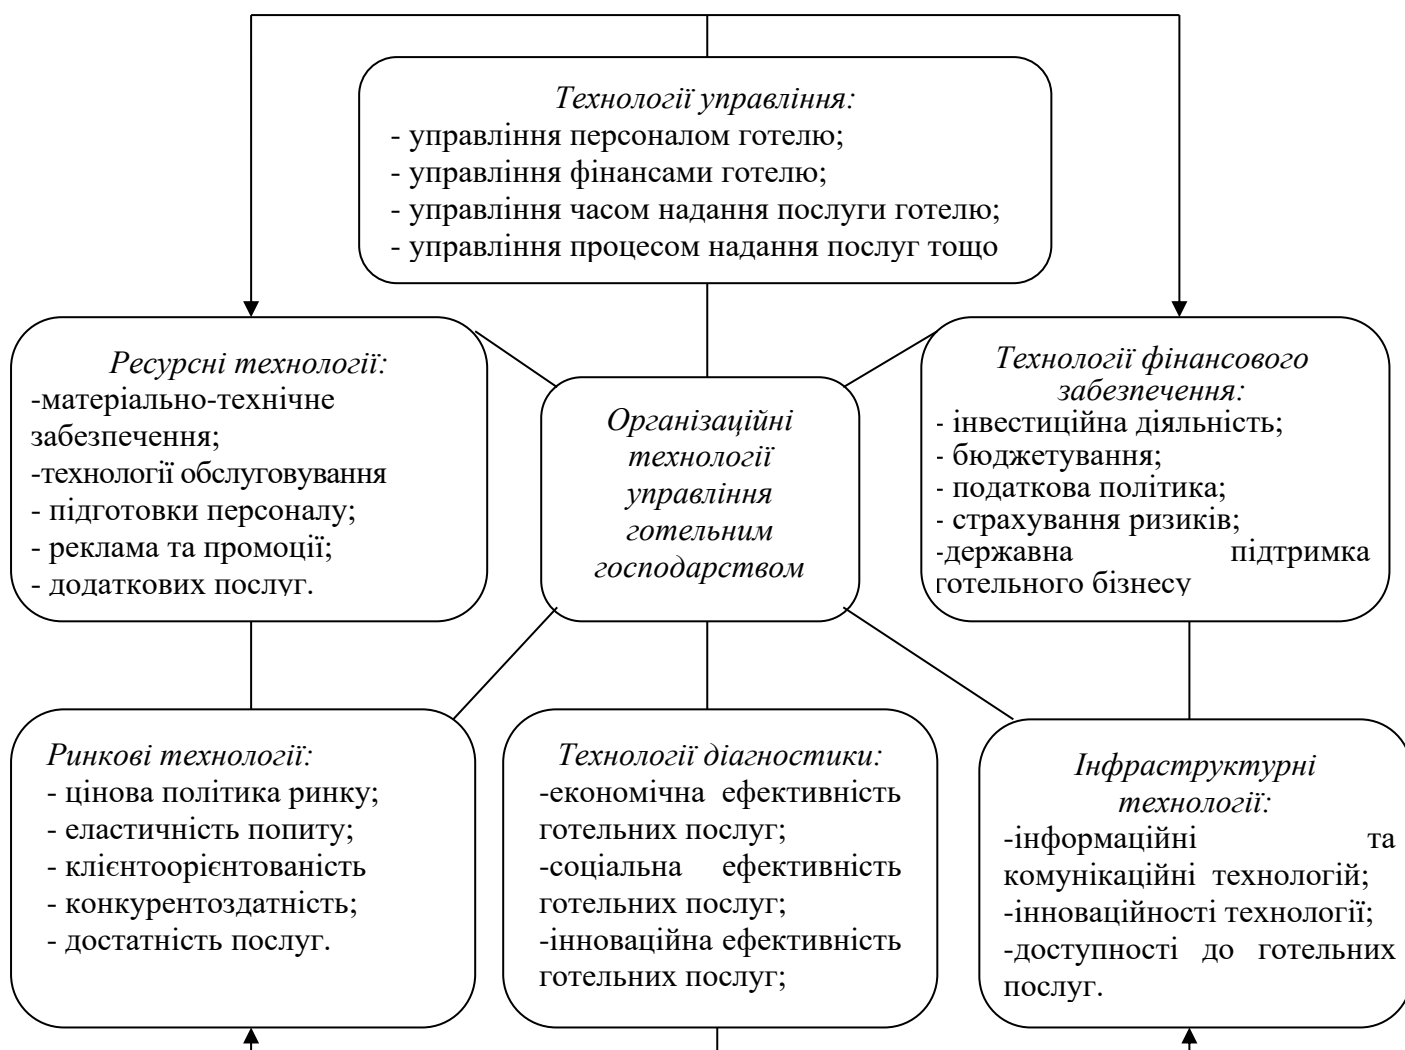 Технології управління:
- управління персоналом готелю;
- управління фінансами готелю;
- управління часом надання послуги готелю;
- управління процесом надання послуг тощо
Ресурсні технології:
-матеріально-технічне
забезпечення;
-технології обслуговування
- підготовки персоналу;
- реклама та промоції;
- додаткових послуг.
Організаційні
технології
управління
готельним
господарством
Технології фінансового
забезпечення:
- інвестиційна діяльність;
- бюджетування;
- податкова політика;
- страхування ризиків;
-державна підтримка
готельного бізнесу
Ринкові технології:
- цінова політика ринку;
- еластичність попиту;
- клієнтоорієнтованість
- конкурентоздатність;
- достатність послуг.
Технології діагностики:
-економічна ефективність
готельних послуг;
-соціальна ефективність
готельних послуг;
-інноваційна ефективність
готельних послуг;
Інфраструктурні
технології:
-інформаційні та
комунікаційні технологій;
-інноваційності технології;
-доступності до готельних
послуг.